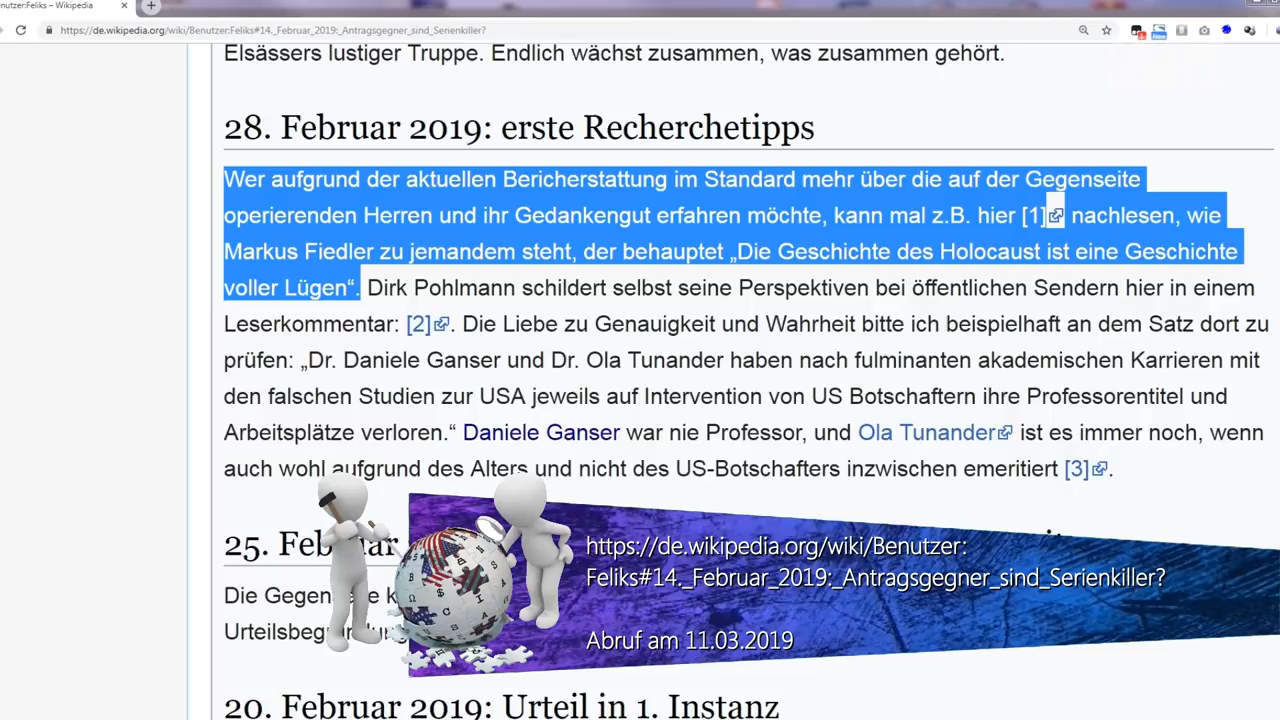 nutzer:Feliks – Wikipedia
https://de.wikipedia.org/wiki/Benutzer:Feliks#14._Februar_2019:_Antragsgegner_sind_Serienkiller?
Elsässers lustiger Truppe. Endlich wächst zusammen, was zusammen gehört.
28. Februar 2019: erste Recherchetipps
Wer aufgrund der aktuellen Bericherstattung im Standard mehr über die auf der Gegenseite
operierenden Herren und ihr Gedankengut erfahren möchte, kann mal z.B. hier [1] nachlesen, wie
Markus Fiedler zu jemandem steht, der behauptet „Die Geschichte des Holocaust ist eine Geschichte
voller Lügen“. Dirk Pohlmann schildert selbst seine Perspektiven bei öffentlichen Sendern hier in einem
Leserkommentar: [2]. Die Liebe zu Genauigkeit und Wahrheit bitte ich beispielhaft an dem Satz dort zu
prüfen: „Dr. Daniele Ganser und Dr. Ola Tunander haben nach fulminanten akademischen Karrieren mit
den falschen Studien zur USA jeweils auf Intervention von US Botschaftern ihre Professorentitel und
Arbeitsplätze verloren.“ Daniele Ganser war nie Professor, und Ola Tunander ist es immer noch, wenn
auch wohl aufgrund des Alters und nicht des US-Botschafters inzwischen emeritiert [3].
25. Februar
Die Gegen
Urteilsbegründung
https://de.wikipedia.org/wiki/Benutzer:
Feliks#14._Februar_2019:_Antragsgegner_sind_Serienkiller?
Abruf am 11.03.2019
20. Februar 2019: Urteil in 1. Instanz